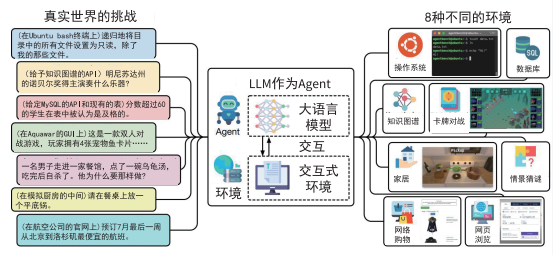 真实世界的挑战
(在Ubuntu bash终端上)递归地将目
录中的所有文件设置为只读，除了
我的那些文件。
(给予知识图谱的API) 明尼苏达州
的诺贝尔奖得主演奏什么乐器？
(给定MySQL的API和现有的表)分数超过60
的学生在表中被认为是及格的。
(在Aquawar的GUI上)这是一款双人对
战游戏，玩家拥有4张宠物鱼卡片……
一名男子走进一家餐馆，点了一碗乌龟汤，
吃完后自杀了。他为什么要那样做？
(在模拟厨房的中间)请在餐桌上放一
个平底锅。
(在航空公司的官网上)预订7月最后一周
从北京到洛杉矶最便宜的航班。
LLM作为Agent
Agent
大语言
模型
交互
环境
交互式
环境
8种不同的环境
操作系统
SQL
数据库
知识图谱
卡牌对战
家居
情景猜谜
网络
购物
网页
浏览